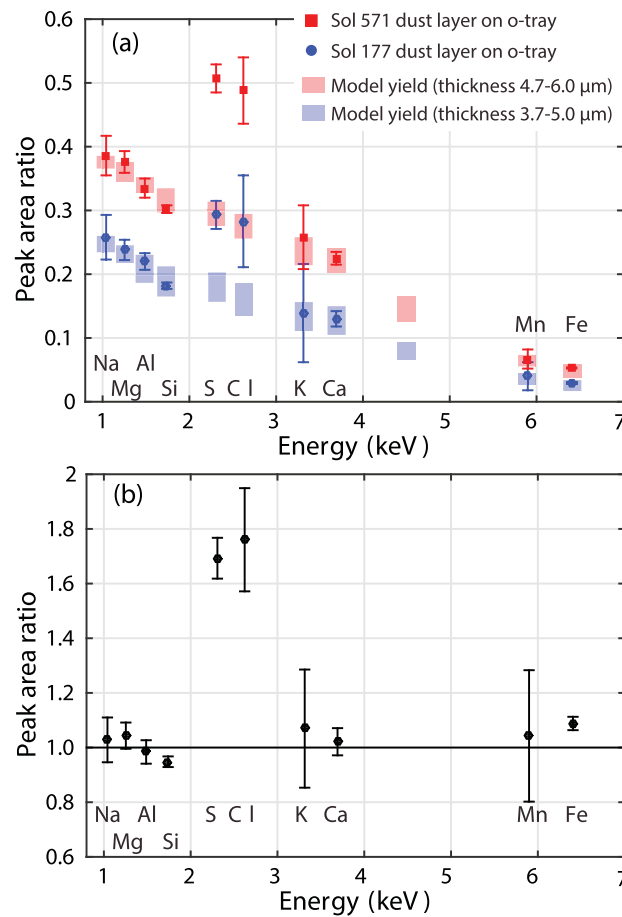 (a)
Sol 571 dust layer on o-tray
Sol 177 dust layer on o-tray
Model yield (thickness 4.7-6.0 μm)
Model yield (thickness 3.7-5.0 μm)
Peak area ratio
0.6
0.5
0.4
0.3
0.2
0.1
0
Na Al Mn Fe
Mg Si S C l K Ca
1 2 3 4 5 6 7
Energy (keV)
(b)
Peak area ratio
2
1.8
1.6
1.4
1.2
1.0
0.8
0.6
Na Al S C l K Ca Mn Fe
Mg Si
1 2 3 4 5 6 7
Energy (keV)